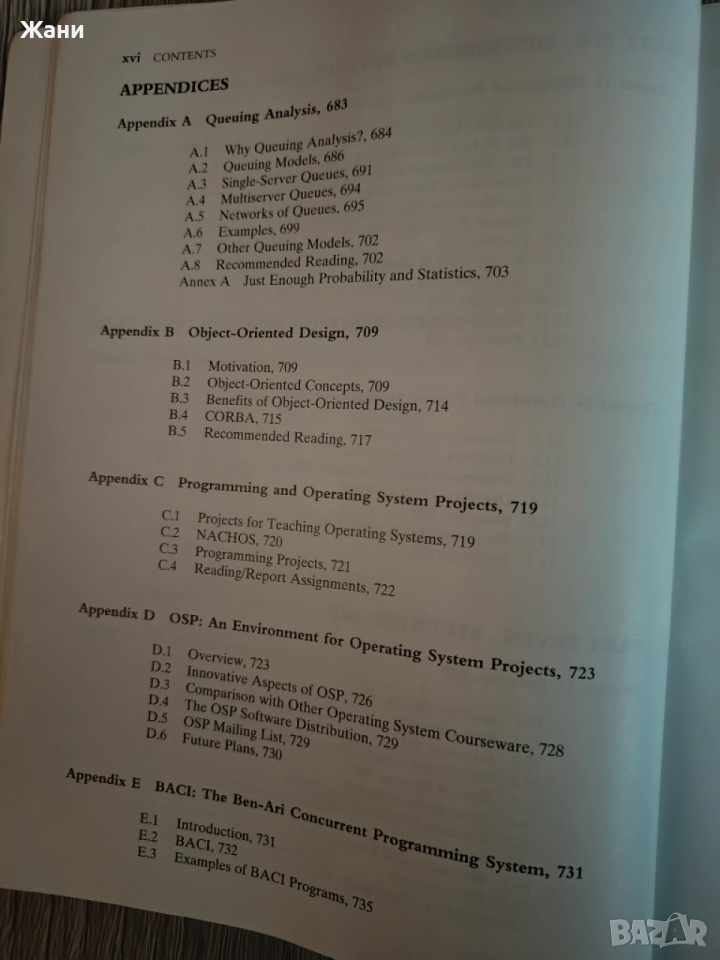 Жани
xvi CONTENTS
APPENDICES
Appendix A Queuing Analysis, 683
A.1 Why Queuing Analysis?, 684
A.2 Queuing Models, 686
A.3 Single-Server Queues, 691
A.4 Multiserver Queues, 694
A.5 Networks of Queues, 695
A.6 Examples, 699
A.7 Other Queuing Models, 702
A.8 Recommended Reading, 702
Annex A Just Enough Probability and Statistics, 703
Appendix B Object-Oriented Design, 709
B.1 Motivation, 709
B.2 Object-Oriented Concepts, 709
B.3 Benefits of Object-Oriented Design, 714
B.4 CORBA, 715
B.5 Recommended Reading, 717
Appendix C Programming and Operating System Projects, 719
C.1 Projects for Teaching Operating Systems, 719
C.2 NACHOS, 720
C.3 Programming Projects, 721
C.4 Reading/Report Assignments, 722
Appendix D OSP: An Environment for Operating System Projects, 723
D.1 Overview, 723
D.2 Innovative Aspects of OSP, 726
D.3 Comparison with Other Operating System Courseware, 728
D.4 The OSP Software Distribution, 729
D.5 OSP Mailing List, 729
D.6 Future Plans, 730
Appendix E BACI: The Ben-Ari Concurrent Programming System, 731
E.1 Introduction, 731
E.2 BACI, 732
E.3 Examples of BACI Programs, 735
BAZAR